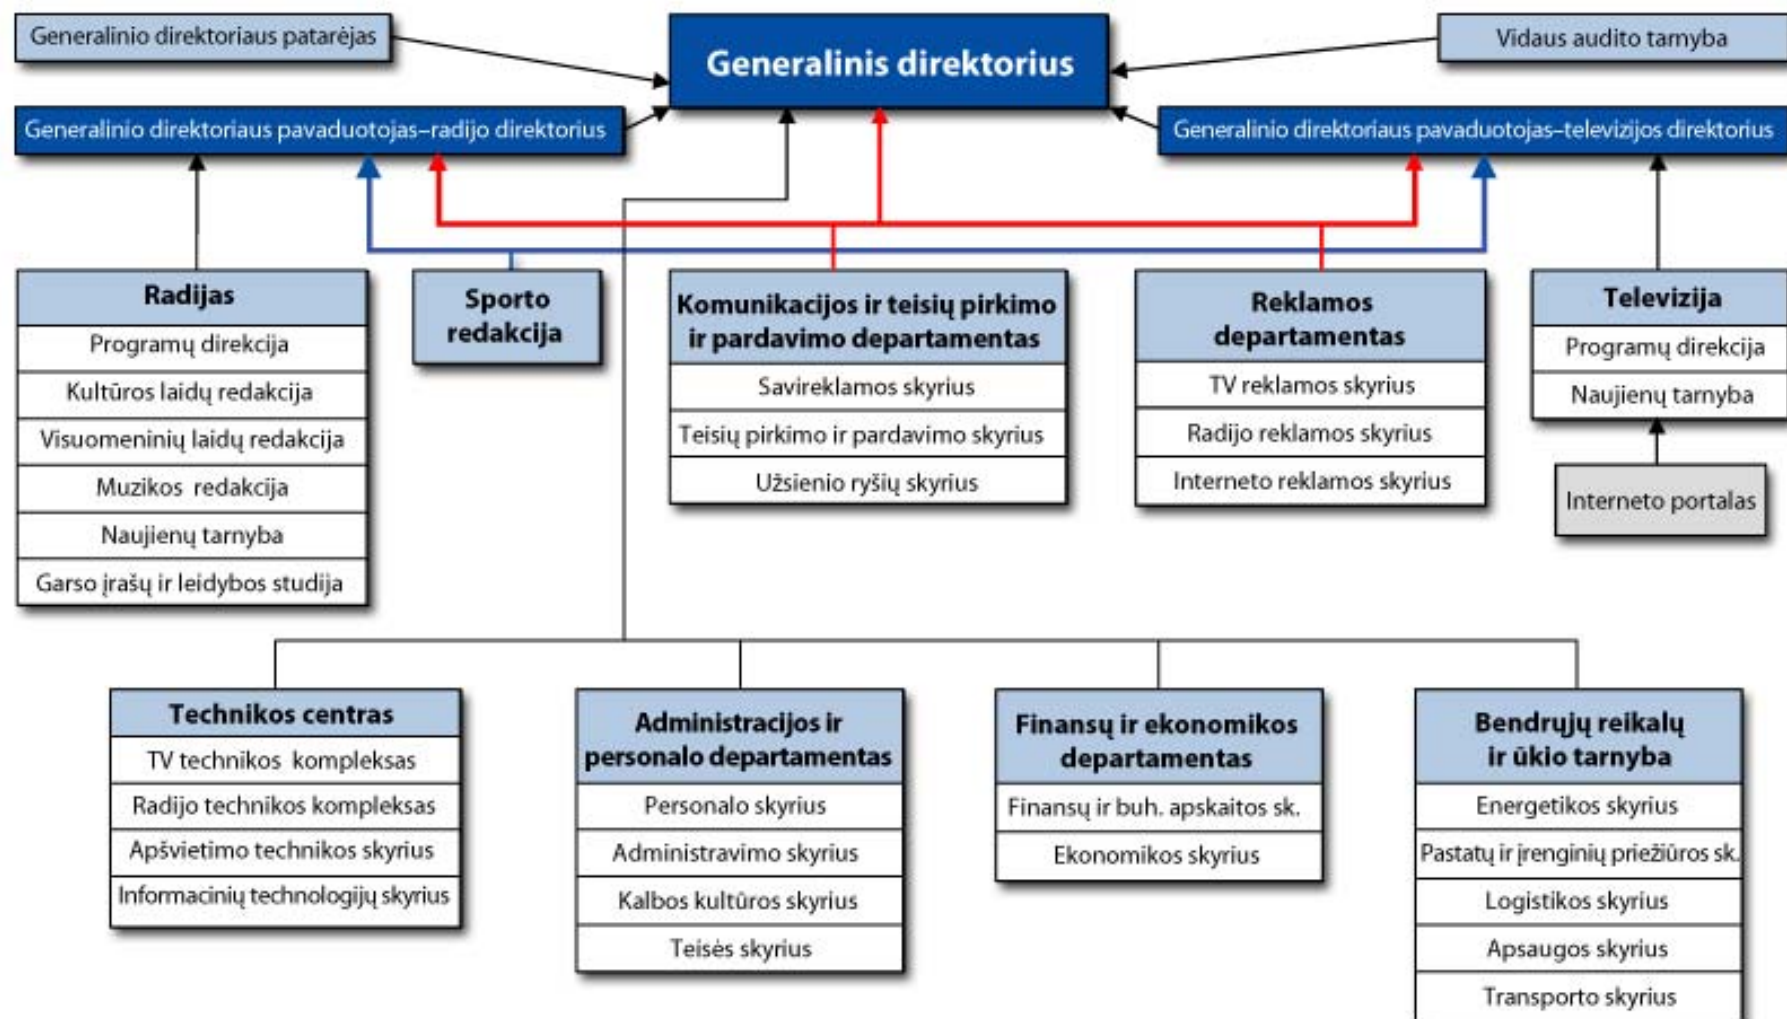 Generalinio direktoriaus patarėjas
Generalinis direktorius
Vidaus audito tarnyba
Generalinio direktoriaus pavaduotojas–radijo direktorius
Generalinio direktoriaus pavaduotojas–televizijos direktorius
Radijas
Programų direkcija
Kultūros laidų redakcija
Visuomeninių laidų redakcija
Muzikos redakcija
Naujienų tarnyba
Garso įrašų ir leidybos studija
Sporto
redakcija
Komunikacijos ir teisių pirkimo
ir pardavimo departamentas
Savireklamos skyrius
Teisių pirkimo ir pardavimo skyrius
Užsienio ryšių skyrius
Reklamos
departamentas
TV reklamos skyrius
Radijo reklamos skyrius
Interneto reklamos skyrius
Televizija
Programų direkcija
Naujienų tarnyba
Interneto portalas
Technikos centras
TV technikos kompleksas
Radijo technikos kompleksas
Apšvietimo technikos skyrius
Informacinių technologijų skyrius
Administracijos ir
personalo departamentas
Personalo skyrius
Administravimo skyrius
Kalbos kultūros skyrius
Teisės skyrius
Finansų ir ekonomikos
departamentas
Finansų ir buh. apskaitos sk.
Ekonomikos skyrius
Bendrųjų reikalų
ir ūkio tarnyba
Energetikos skyrius
Pastatų ir įrenginių priežiūros sk.
Logistikos skyrius
Apsaugos skyrius
Transporto skyrius